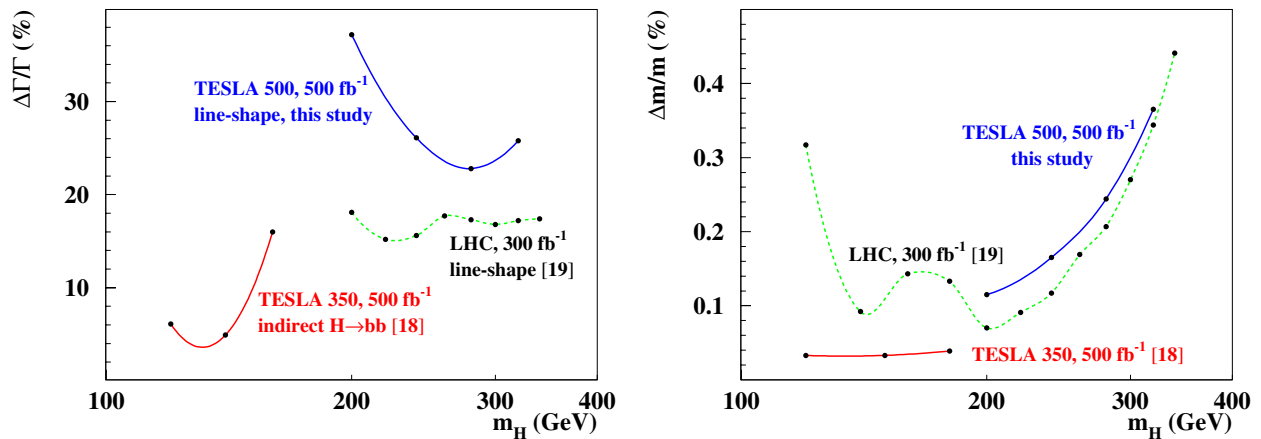 ΔΓ/Γ (%)
30
20
10
TESLA 500, 500 fb⁻¹
line-shape, this study
LHC, 300 fb⁻¹
line-shape [19]
TESLA 350, 500 fb⁻¹
indirect H→bb [18]
100
200
300
400
m_H (GeV)
Δm/m (%)
0.4
0.3
0.2
0.1
TESLA 500, 500 fb⁻¹
this study
LHC, 300 fb⁻¹ [19]
TESLA 350, 500 fb⁻¹ [18]
100
200
300
400
m_H (GeV)